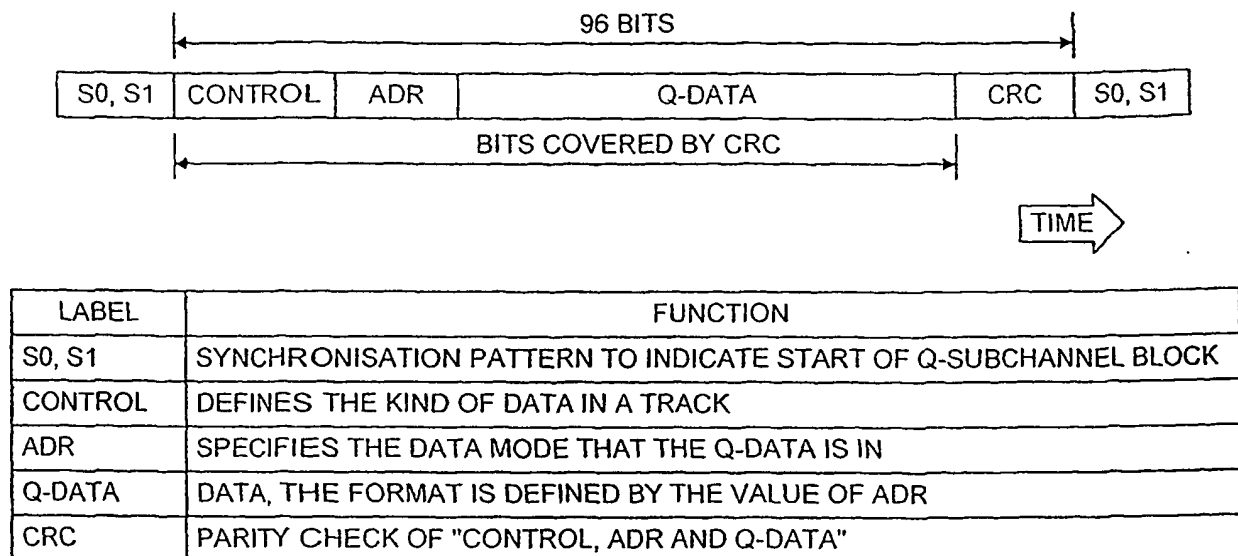 96 BITS
S0, S1 CONTROL ADR Q-DATA CRC S0, S1
BITS COVERED BY CRC
TIME
LABEL FUNCTION
S0, S1 SYNCHRONISATION PATTERN TO INDICATE START OF Q-SUBCHANNEL BLOCK
CONTROL DEFINES THE KIND OF DATA IN A TRACK
ADR SPECIFIES THE DATA MODE THAT THE Q-DATA IS IN
Q-DATA DATA, THE FORMAT IS DEFINED BY THE VALUE OF ADR
CRC PARITY CHECK OF "CONTROL, ADR AND Q-DATA"